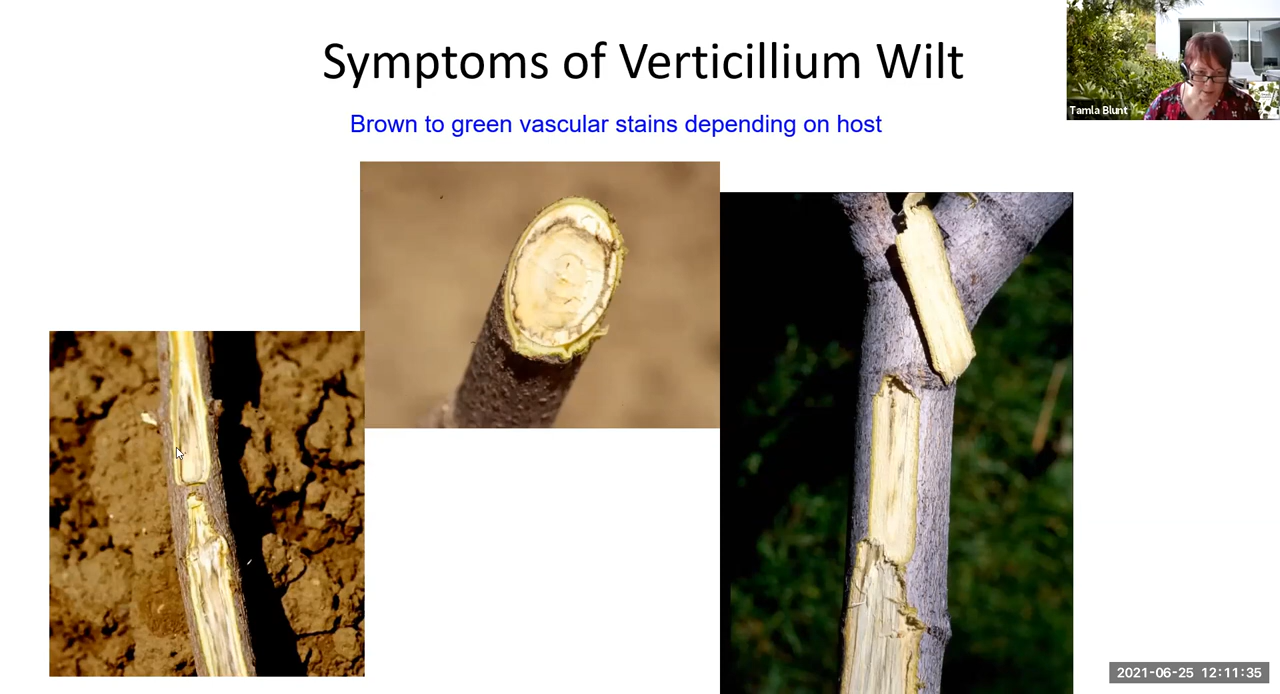 Symptoms of Verticillium Wilt
Brown to green vascular stains depending on host
Tamla Blunt
2021-06-25 12:11:35